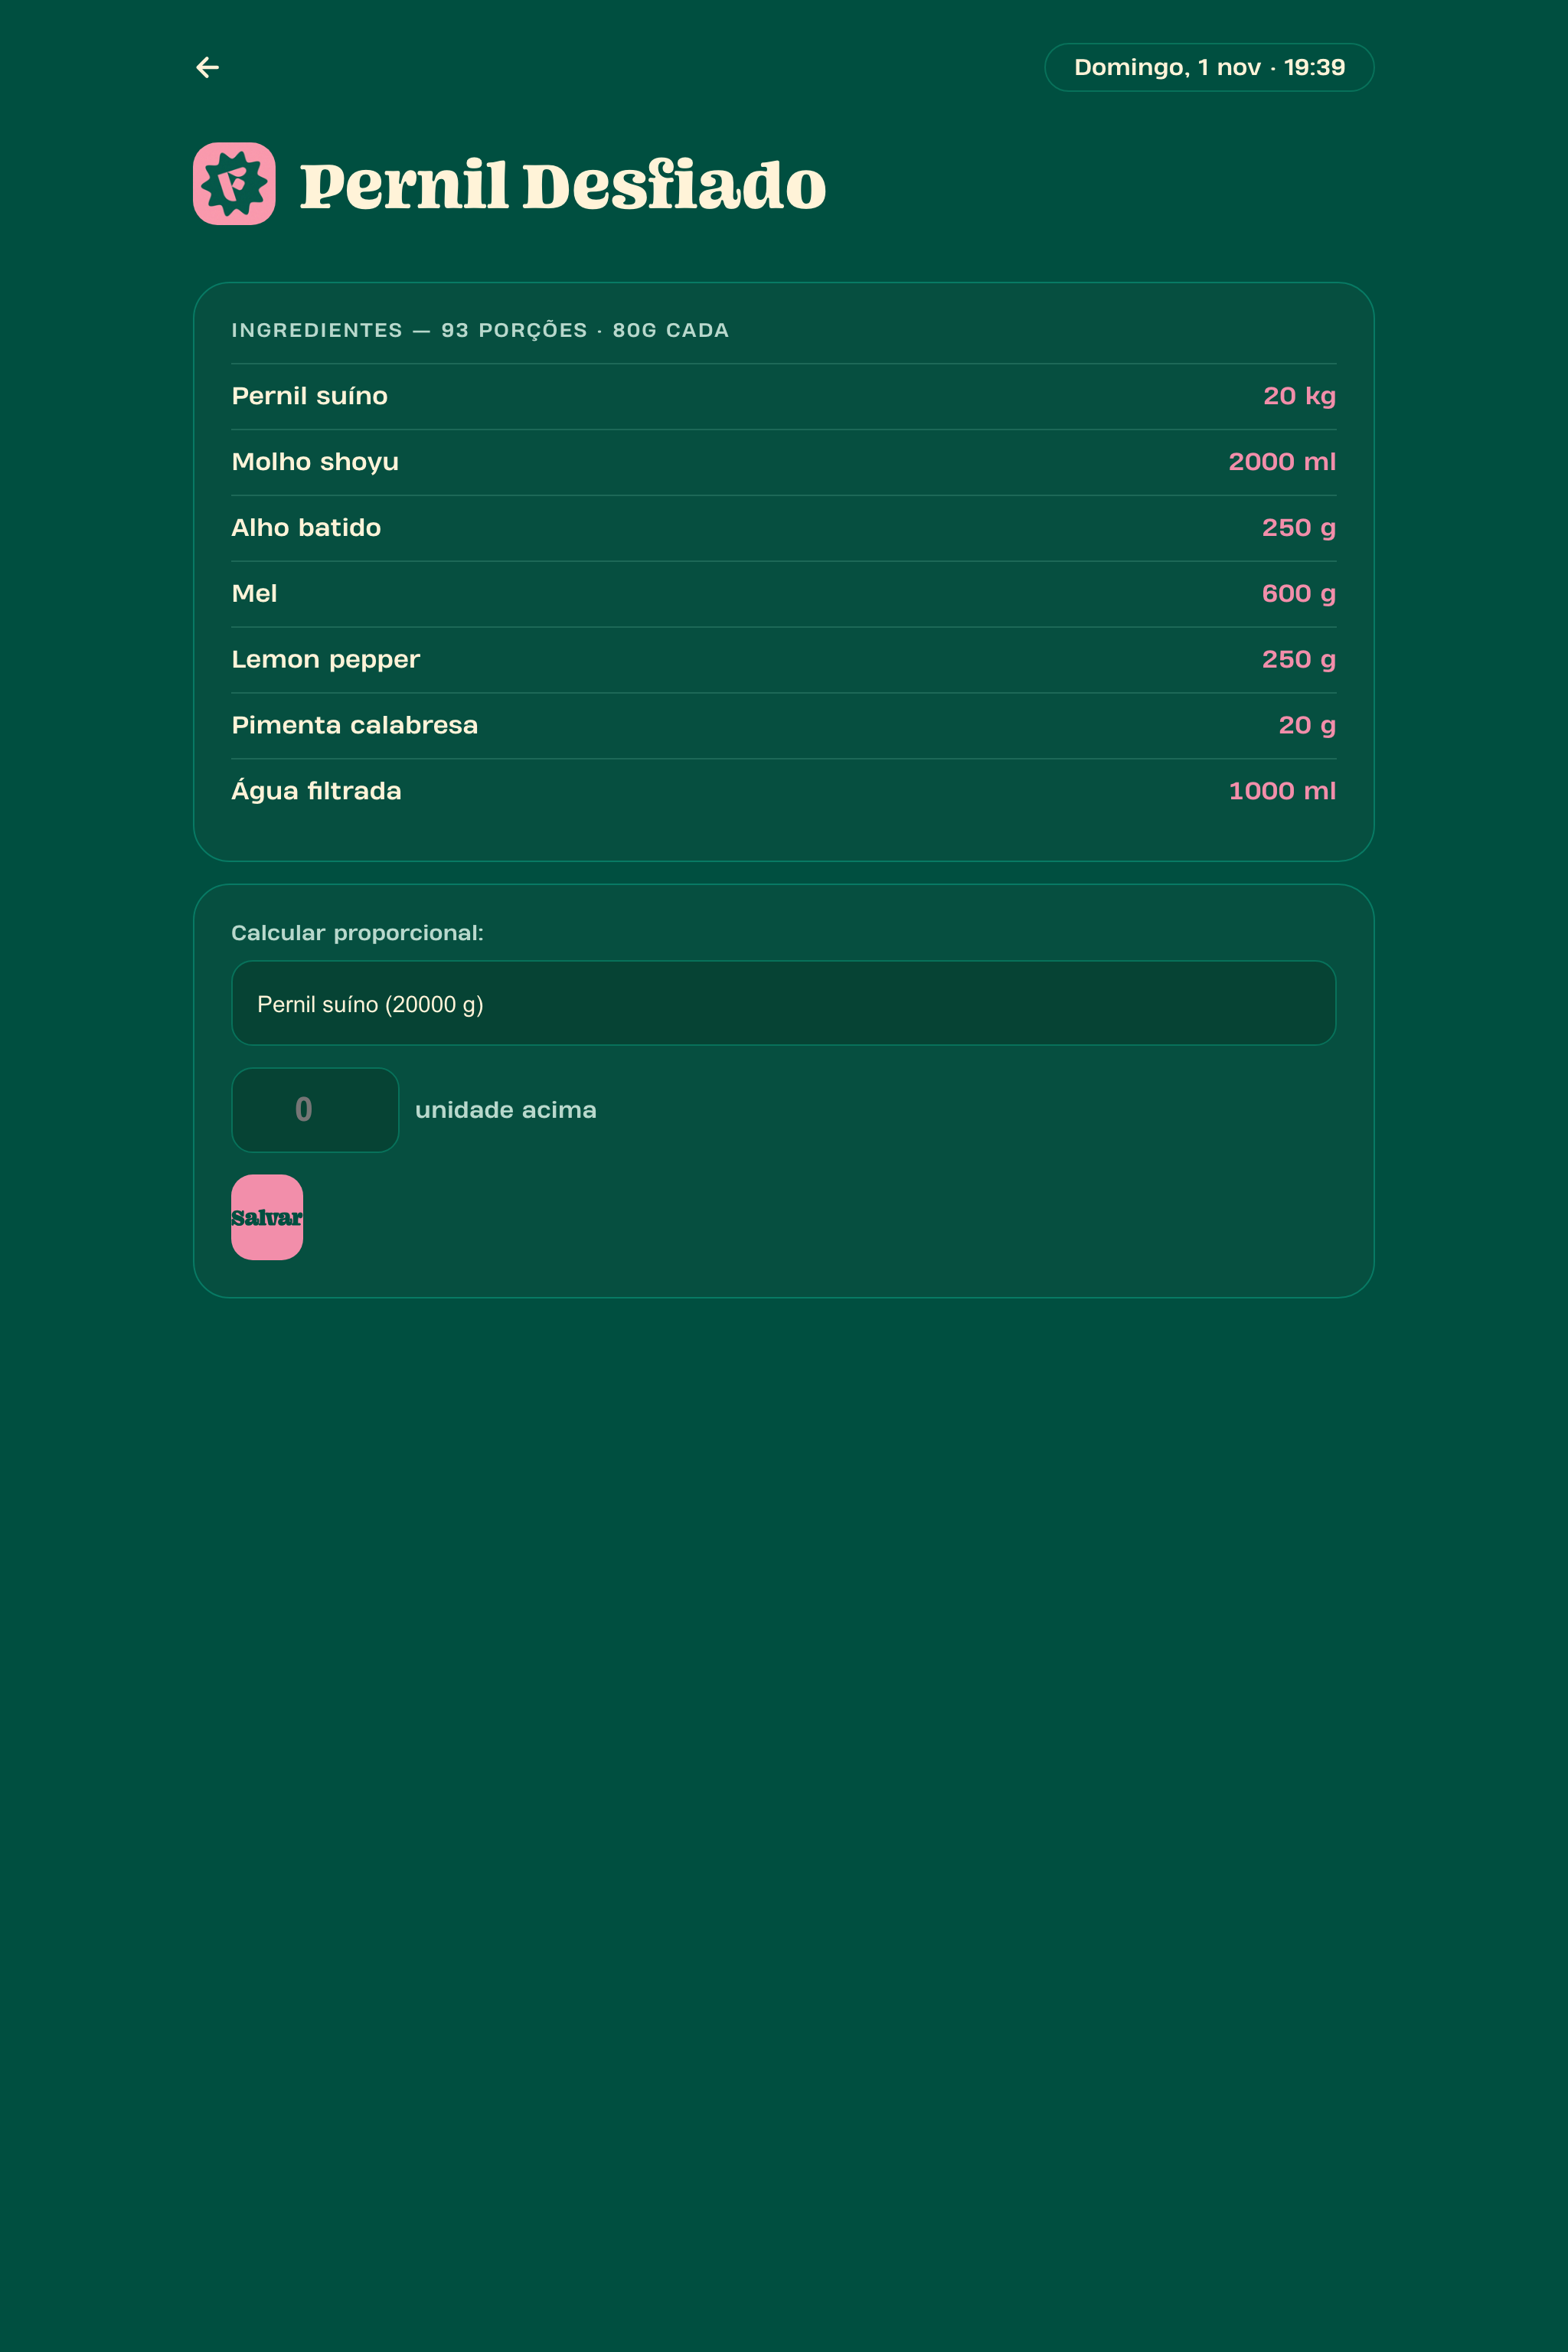 Domingo, 1 nov · 19:39
Pernil Desfiado
INGREDIENTES — 93 PORÇÕES · 80G CADA
Pernil suíno 20 kg
Molho shoyu 2000 ml
Alho batido 250 g
Mel 600 g
Lemon pepper 250 g
Pimenta calabresa 20 g
Água filtrada 1000 ml
Calcular proporcional:
Pernil suíno (20000 g)
0 unidade acima
Salvar